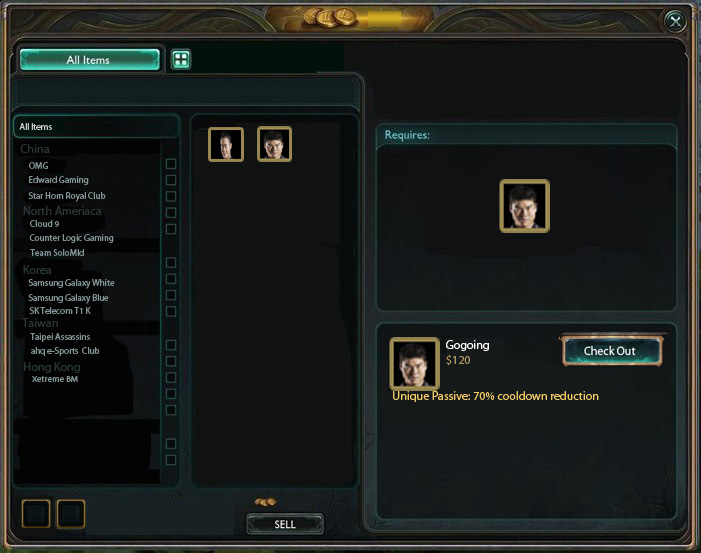 All Items
All Items
Requires:
China
OMG
Edward Gaming
Star Horn Royal Club
North Ameriaca
Cloud 9
Counter Logic Gaming
Team SoloMId
Korea
Samsung Galaxy White
Samsung Galaxy Blue
SKTelecom T1 K
Taiwan
Taipei Assassins
ahq e-Sports Club
Hong Kong
Xetreme BM
Gogoing
$120
Check Out
Unique Passive: 70% cooldown reduction
SELL